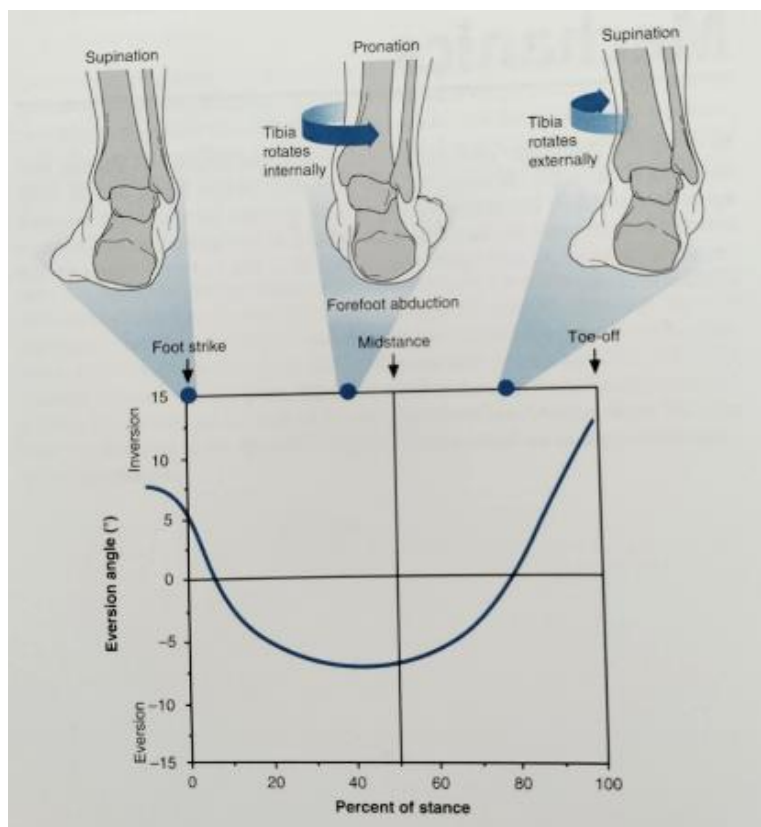 Supination
Pronation
Supination
Tibia
rotates
internally
Tibia
rotates
externally
Forefoot abduction
Foot strike
Midstance
Toe-off
15
10
5
0
−5
−10
−15
Inversion
Eversion
Eversion angle (°)
0
20
40
60
80
100
Percent of stance